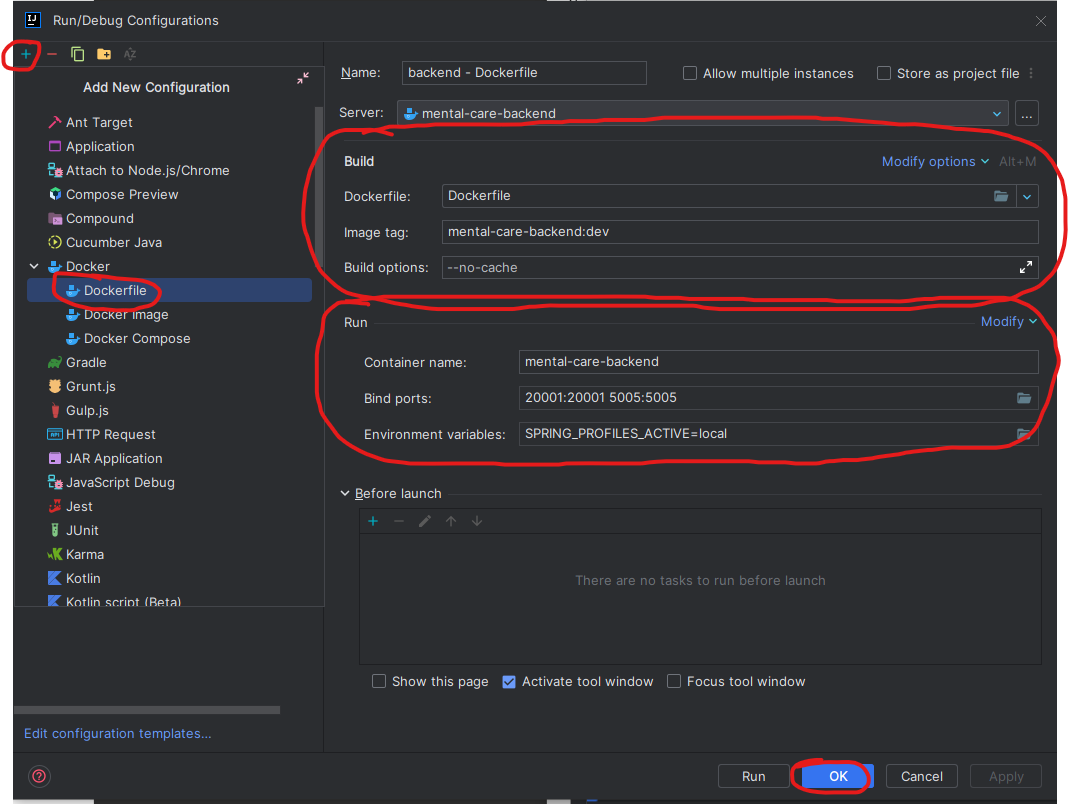 Run/Debug Configurations
Add New Configuration
Ant Target
Application
Attach to Node.js/Chrome
Compose Preview
Compound
Cucumber Java
Docker
Dockerfile
Docker Image
Docker Compose
Gradle
Grunt.js
Gulp.js
HTTP Request
JAR Application
JavaScript Debug
Jest
JUnit
Karma
Kotlin
Kotlin script (Beta)
Edit configuration templates...
Name: backend - Dockerfile Allow multiple instances Store as project file
Server: mental-care-backend ...
Build Modify options Alt+M
Dockerfile: Dockerfile
Image tag: mental-care-backend:dev
Build options: --no-cache
Run Modify
Container name: mental-care-backend
Bind ports: 20001:20001 5005:5005
Environment variables: SPRING_PROFILES_ACTIVE=local
Before launch
There are no tasks to run before launch
Show this page Activate tool window Focus tool window
? Run OK Cancel Apply